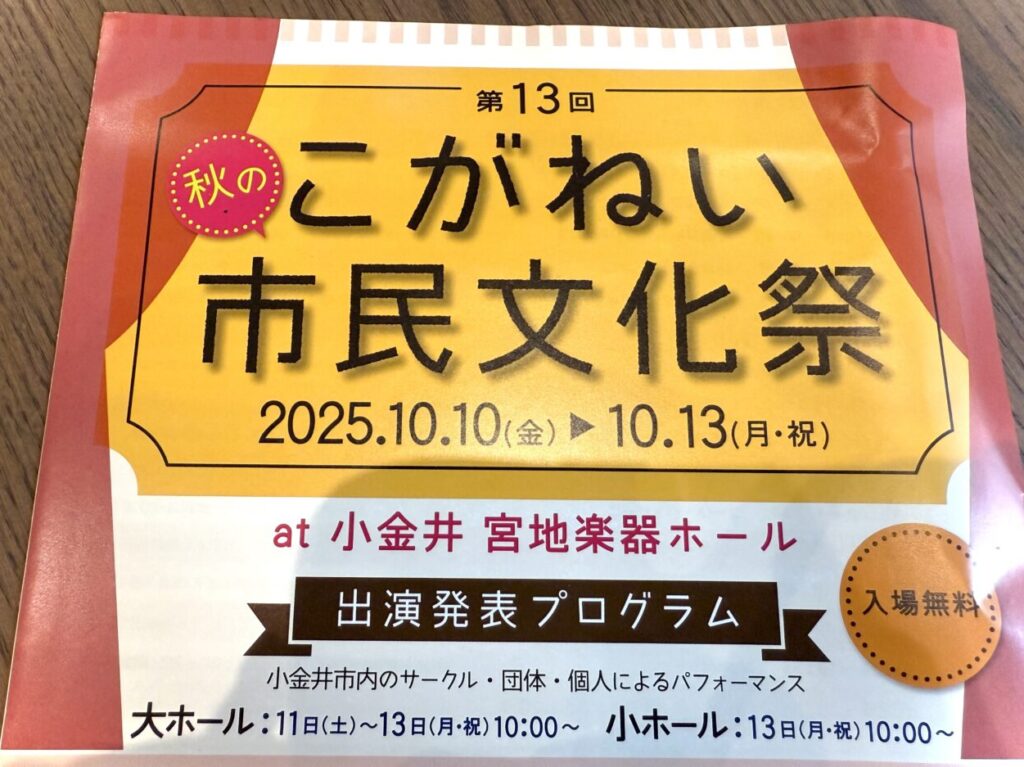 第13回
秋の
こがねい
市民文化祭
2025.10.10(金)▶10.13(月・祝)
at 小金井 宮地楽器ホール
入場無料
出演発表プログラム
小金井市内のサークル・団体・個人によるパフォーマンス
大ホール:11日(土)~13日(月・祝)10:00~ 小ホール:13日(月・祝)10:00~